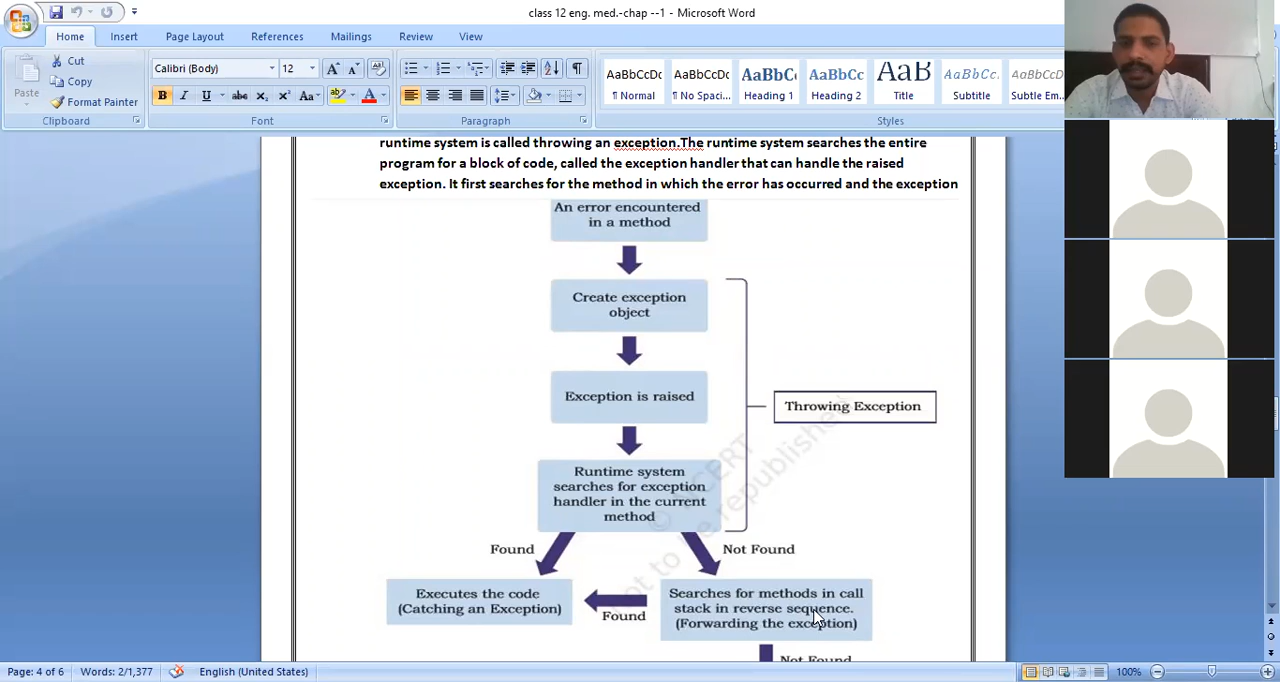 class 12 eng. med.-chap --1 - Microsoft Word
Home Insert Page Layout References Mailings Review View
Cut
Copy
Paste
Format Painter
Clipboard
Calibri (Body) 12
Font
Paragraph
AaBbCcDc AaBbCcDc AaBbC AaBbCc AaB AaBbCc. AaBbCcDc
¶ Normal ¶ No Spaci... Heading 1 Heading 2 Title Subtitle Subtle Em...
Styles
runtime system is called throwing an exception.The runtime system searches the entire
program for a block of code, called the exception handler that can handle the raised
exception. It first searches for the method in which the error has occurred and the exception
An error encountered
in a method
Create exception
object
Exception is raised
Throwing Exception
Runtime system
searches for exception
handler in the current
method
Found
Not Found
Executes the code
(Catching an Exception)
Found
Searches for methods in call
stack in reverse sequence.
(Forwarding the exception)
Not Found
© NCERT
not to be republished
Page: 4 of 6 Words: 2/1,377 English (United States) 100%